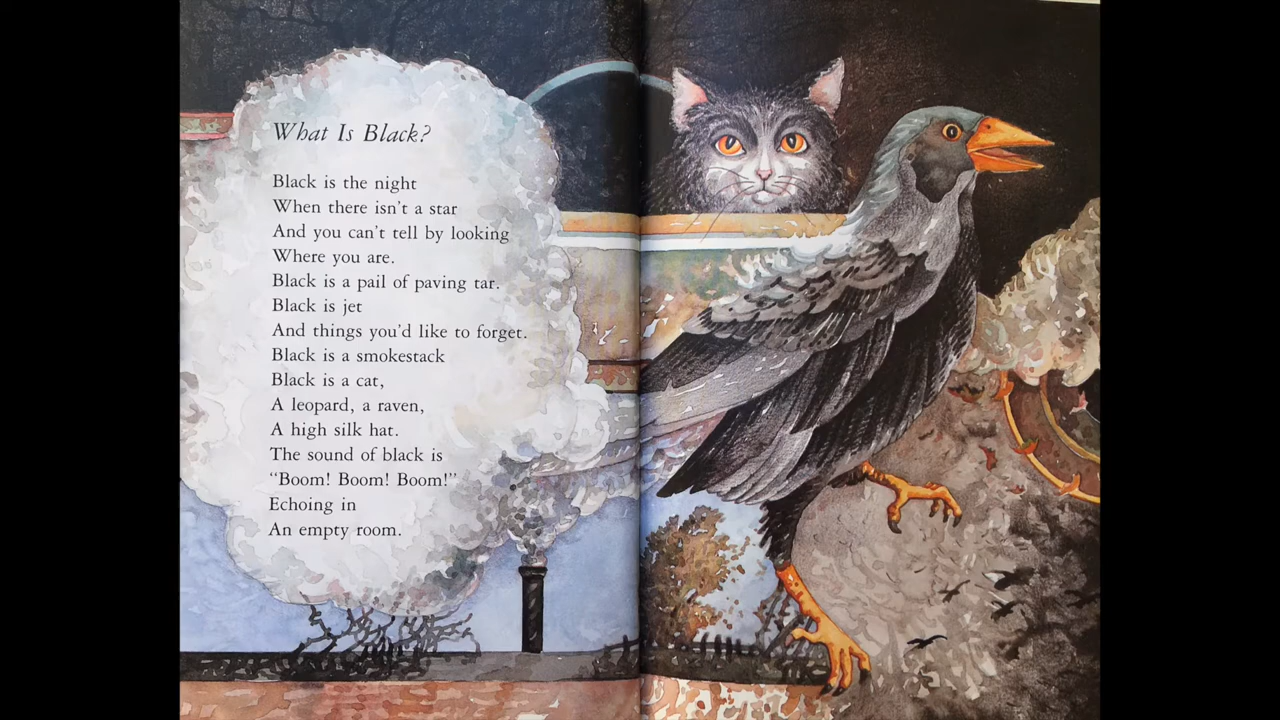 What Is Black?
Black is the night
When there isn't a star
And you can't tell by looking
Where you are.
Black is a pail of paving tar.
Black is jet
And things you'd like to forget.
Black is a smokestack
Black is a cat,
A leopard, a raven,
A high silk hat.
The sound of black is
“Boom! Boom! Boom!”
Echoing in
An empty room.